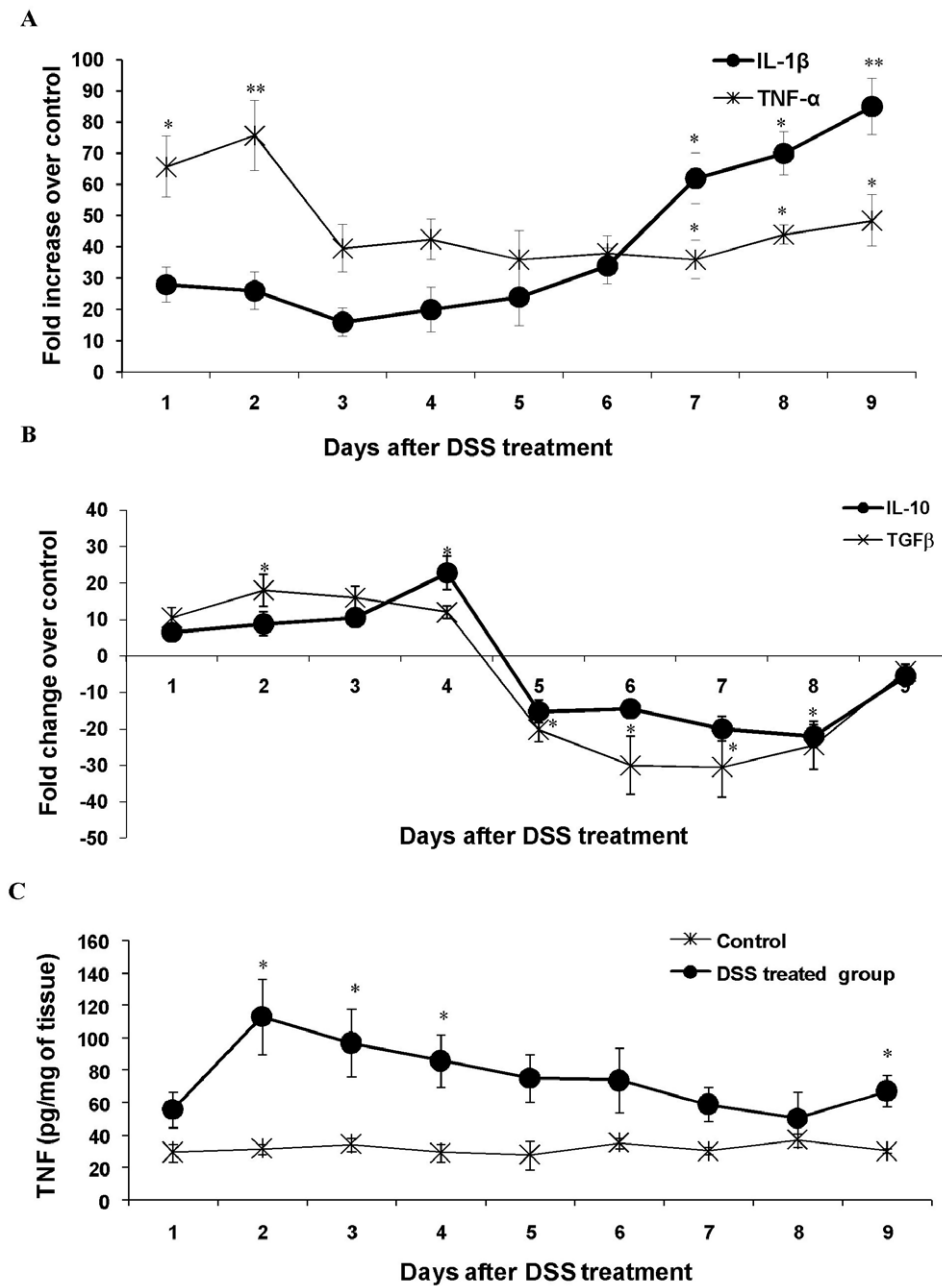 A
100
90
80
70
60
50
40
30
20
10
0
Fold increase over control
IL-1β
TNF-α
*
**
*
*
*
*
**
*
1 2 3 4 5 6 7 8 9
Days after DSS treatment
B
40
30
20
10
0
-10
-20
-30
-40
-50
Fold change over control
IL-10
TGFβ
*
*
*
*
*
*
1 2 3 4 5 6 7 8 9
Days after DSS treatment
C
160
140
120
100
80
60
40
20
0
TNF (pg/mg of tissue)
Control
DSS treated group
*
*
*
*
1 2 3 4 5 6 7 8 9
Days after DSS treatment